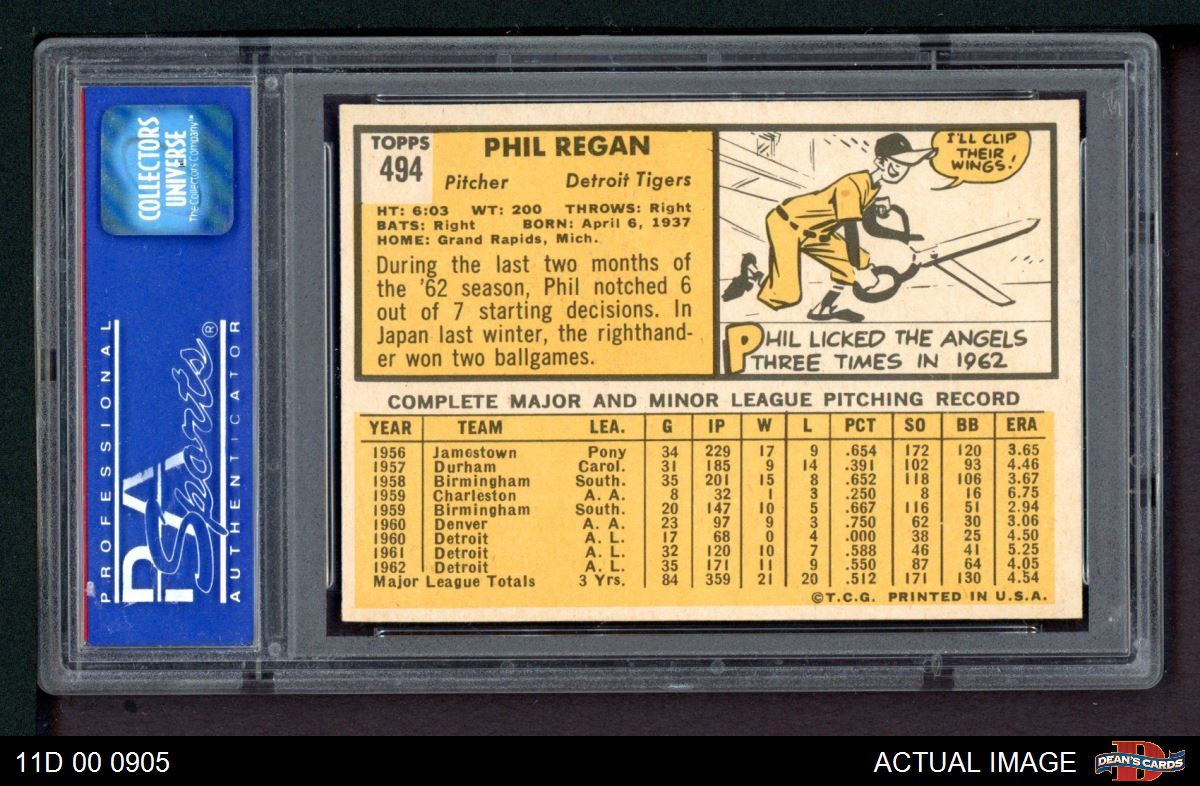 COLLECTORS
UNIVERSE
The Collectors Company™
PROFESSIONAL
PSA
Sports®
AUTHENTICATOR
TOPPS
494
PHIL REGAN
Pitcher Detroit Tigers
HT: 6:03 WT: 200 THROWS: Right
BATS: Right BORN: April 6, 1937
HOME: Grand Rapids, Mich.
During the last two months of
the '62 season, Phil notched 6
out of 7 starting decisions. In
Japan last winter, the righthand-
er won two ballgames.
I'LL CLIP
THEIR
WINGS!
PHIL LICKED THE ANGELS
THREE TIMES IN 1962
COMPLETE MAJOR AND MINOR LEAGUE PITCHING RECORD
YEAR TEAM LEA. G IP W L PCT SO BB ERA
1956 Jamestown Pony 34 229 17 9 .654 172 120 3.65
1957 Durham Carol. 31 185 9 14 .391 102 93 4.46
1958 Birmingham South. 35 201 15 8 .652 118 106 3.67
1959 Charleston A. A. 8 32 1 3 .250 8 16 6.75
1959 Birmingham South. 20 147 10 5 .667 116 51 2.94
1960 Denver A. A. 23 97 9 3 .750 62 30 3.06
1960 Detroit A. L. 17 68 0 4 .000 38 25 4.50
1961 Detroit A. L. 32 120 10 7 .588 46 41 5.25
1962 Detroit A. L. 35 171 11 9 .550 87 64 4.05
Major League Totals 3 Yrs. 84 359 21 20 .512 171 130 4.54
©T.C.G. PRINTED IN U.S.A.
11D 00 0905
ACTUAL IMAGE
D
DEAN'S CARDS